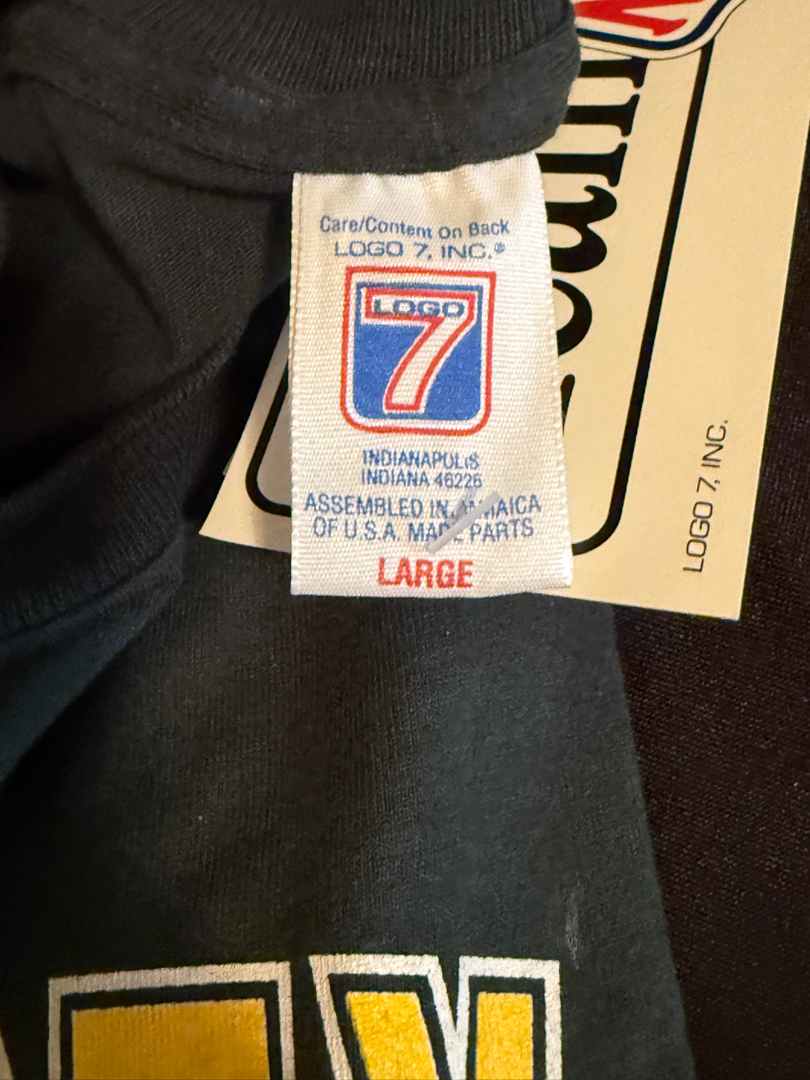 Care/Content On Back
LOGO 7, INC.®
LOGO
7
INDIANAPOLIS
INDIANA 46226
ASSEMBLED IN JAMAICA
OF U.S.A. MADE PARTS
LARGE
LOGO 7, INC.